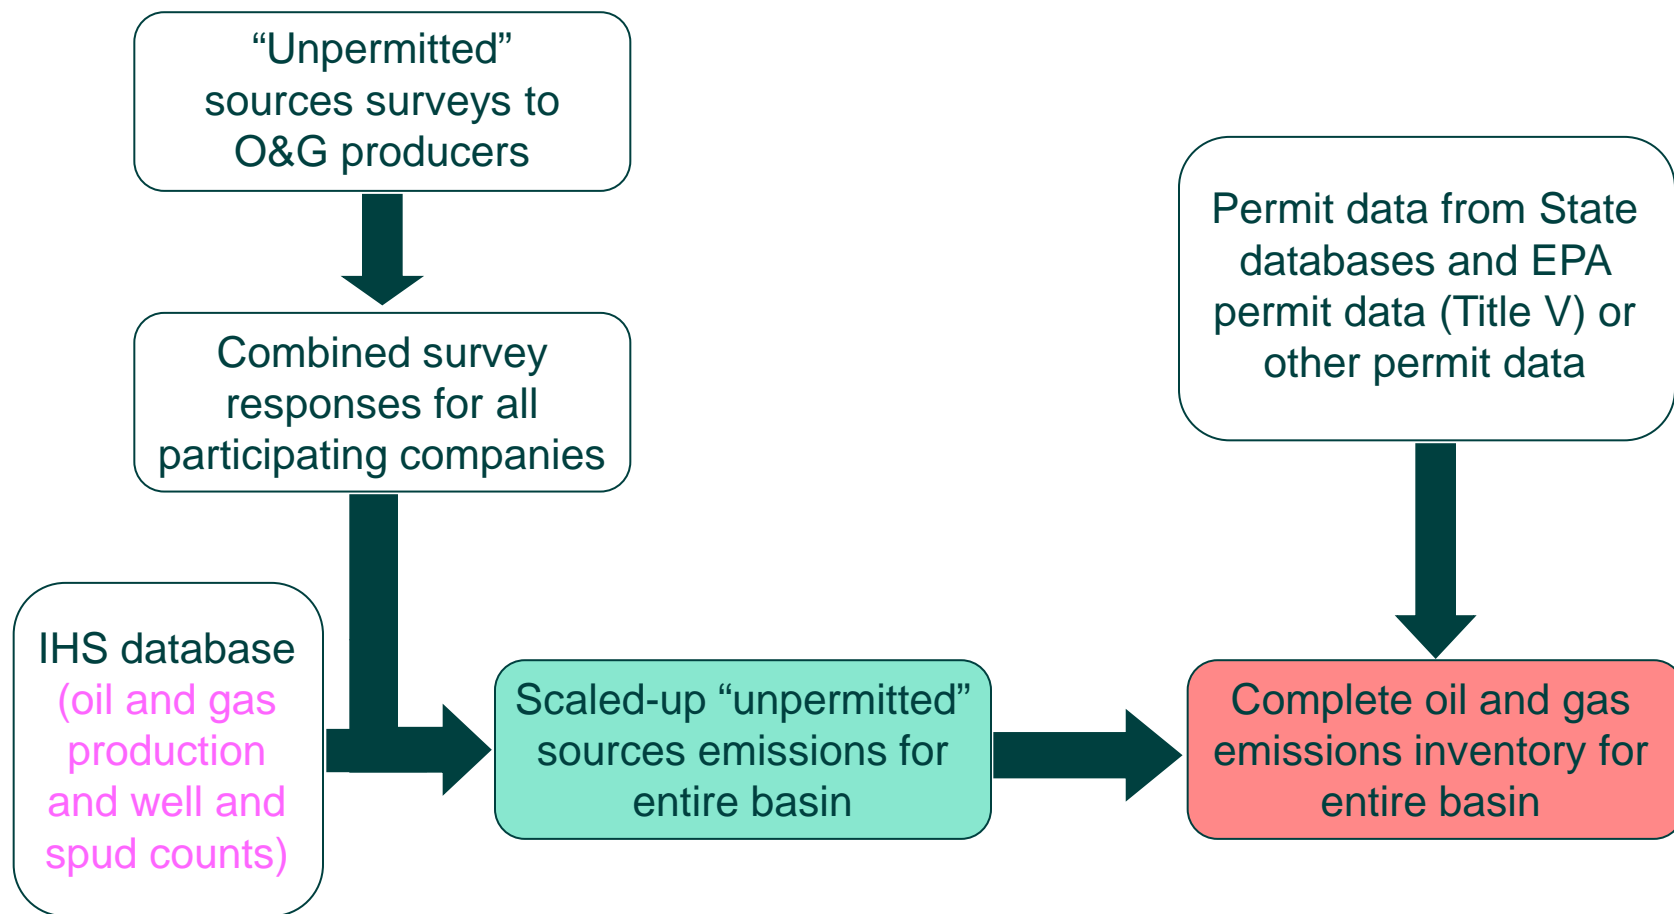 “Unpermitted”
sources surveys to
O&G producers
Combined survey
responses for all
participating companies
IHS database
(oil and gas
production
and well and
spud counts)
Scaled-up “unpermitted”
sources emissions for
entire basin
Permit data from State
databases and EPA
permit data (Title V) or
other permit data
Complete oil and gas
emissions inventory for
entire basin